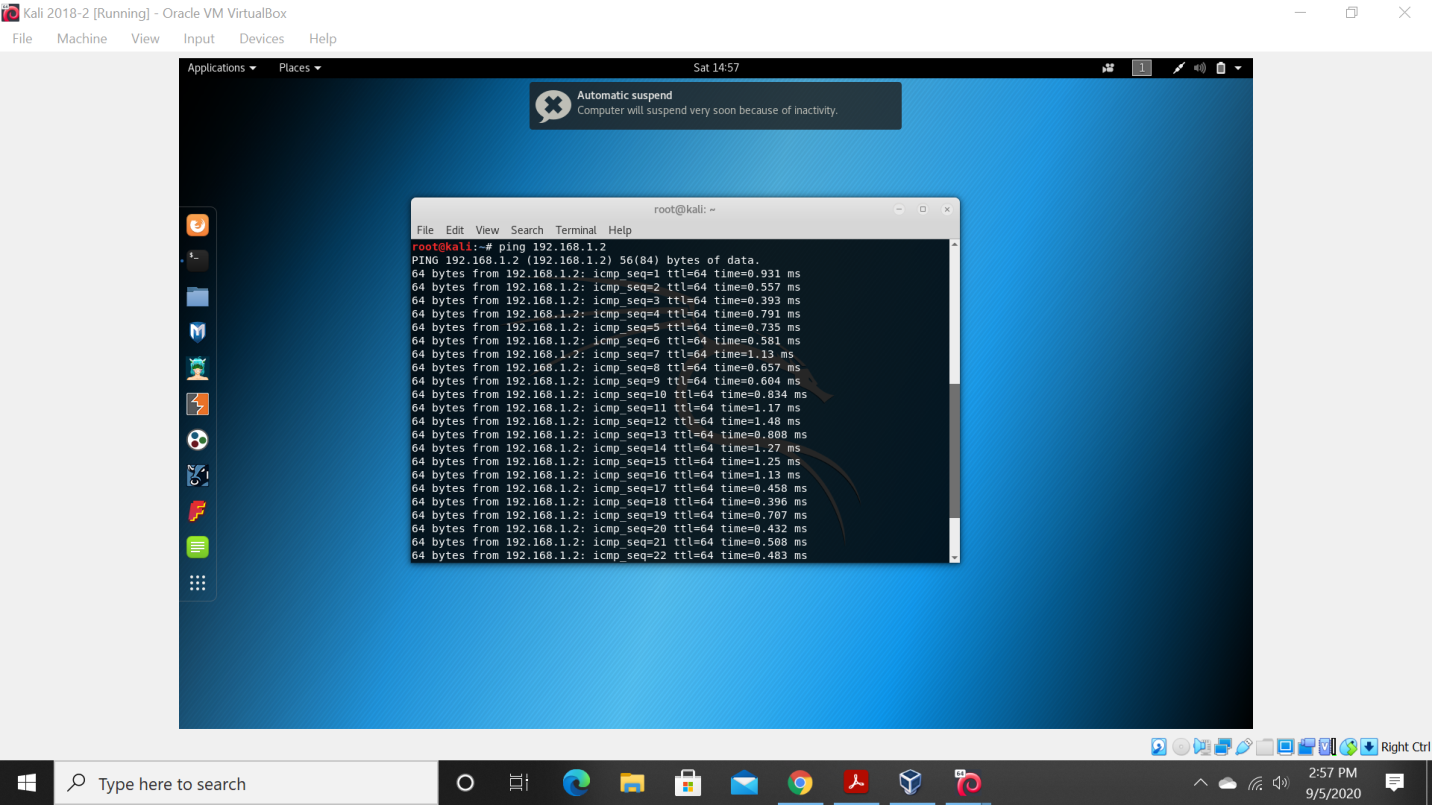 Kali 2018-2 [Running] - Oracle VM VirtualBox
File Machine View Input Devices Help
Applications Places Sat 14:57 1
Automatic suspend
Computer will suspend very soon because of inactivity.
root@kali: ~
File Edit View Search Terminal Help
root@kali:~# ping 192.168.1.2
PING 192.168.1.2 (192.168.1.2) 56(84) bytes of data.
64 bytes from 192.168.1.2: icmp_seq=1 ttl=64 time=0.931 ms
64 bytes from 192.168.1.2: icmp_seq=2 ttl=64 time=0.557 ms
64 bytes from 192.168.1.2: icmp_seq=3 ttl=64 time=0.393 ms
64 bytes from 192.168.1.2: icmp_seq=4 ttl=64 time=0.791 ms
64 bytes from 192.168.1.2: icmp_seq=5 ttl=64 time=0.735 ms
64 bytes from 192.168.1.2: icmp_seq=6 ttl=64 time=0.581 ms
64 bytes from 192.168.1.2: icmp_seq=7 ttl=64 time=1.13 ms
64 bytes from 192.168.1.2: icmp_seq=8 ttl=64 time=0.657 ms
64 bytes from 192.168.1.2: icmp_seq=9 ttl=64 time=0.604 ms
64 bytes from 192.168.1.2: icmp_seq=10 ttl=64 time=0.834 ms
64 bytes from 192.168.1.2: icmp_seq=11 ttl=64 time=1.17 ms
64 bytes from 192.168.1.2: icmp_seq=12 ttl=64 time=1.48 ms
64 bytes from 192.168.1.2: icmp_seq=13 ttl=64 time=0.808 ms
64 bytes from 192.168.1.2: icmp_seq=14 ttl=64 time=1.27 ms
64 bytes from 192.168.1.2: icmp_seq=15 ttl=64 time=1.25 ms
64 bytes from 192.168.1.2: icmp_seq=16 ttl=64 time=1.13 ms
64 bytes from 192.168.1.2: icmp_seq=17 ttl=64 time=0.458 ms
64 bytes from 192.168.1.2: icmp_seq=18 ttl=64 time=0.396 ms
64 bytes from 192.168.1.2: icmp_seq=19 ttl=64 time=0.707 ms
64 bytes from 192.168.1.2: icmp_seq=20 ttl=64 time=0.432 ms
64 bytes from 192.168.1.2: icmp_seq=21 ttl=64 time=0.508 ms
64 bytes from 192.168.1.2: icmp_seq=22 ttl=64 time=0.483 ms
Right Ctrl
Type here to search
64
2:57 PM
9/5/2020